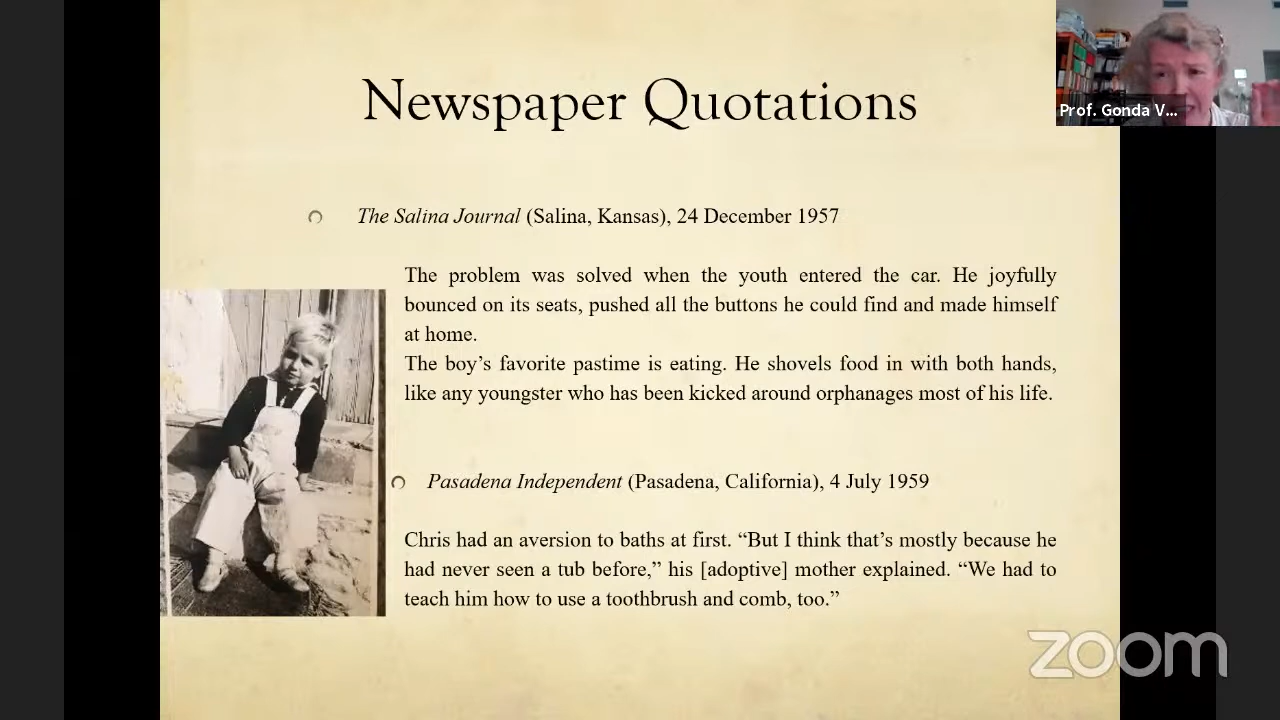 Newspaper Quotations
Prof. Gonda V...
The Salina Journal (Salina, Kansas), 24 December 1957
The problem was solved when the youth entered the car. He joyfully
bounced on its seats, pushed all the buttons he could find and made himself
at home.
The boy’s favorite pastime is eating. He shovels food in with both hands,
like any youngster who has been kicked around orphanages most of his life.
Pasadena Independent (Pasadena, California), 4 July 1959
Chris had an aversion to baths at first. “But I think that’s mostly because he
had never seen a tub before,” his [adoptive] mother explained. “We had to
teach him how to use a toothbrush and comb, too.”
zoom